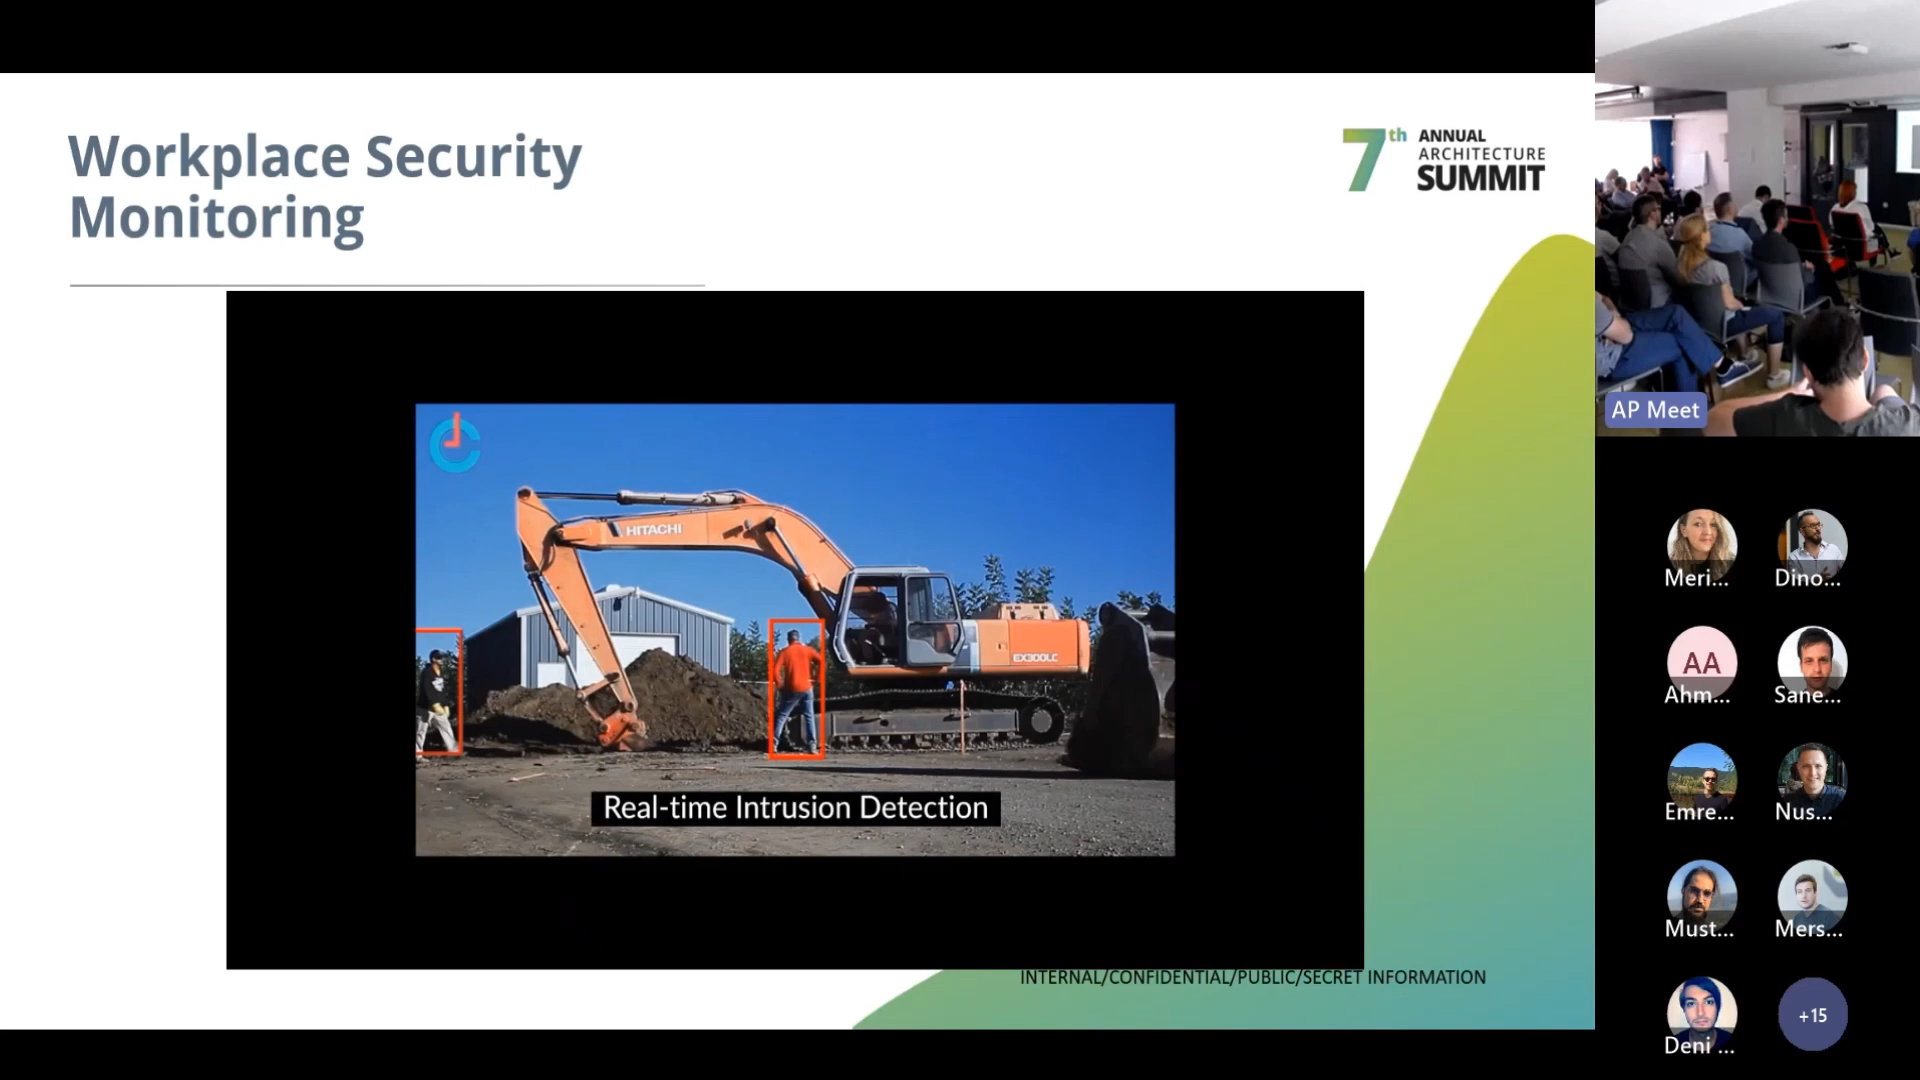 Workplace Security
Monitoring
7th ANNUAL
ARCHITECTURE
SUMMIT
HITACHI
EX300LC
Real-time Intrusion Detection
INTERNAL/CONFIDENTIAL/PUBLIC/SECRET INFORMATION
AP Meet
Meri...
Dino...
AA
Ahm...
Sane...
Emre...
Nus...
Must...
Mers...
Deni ...
+15